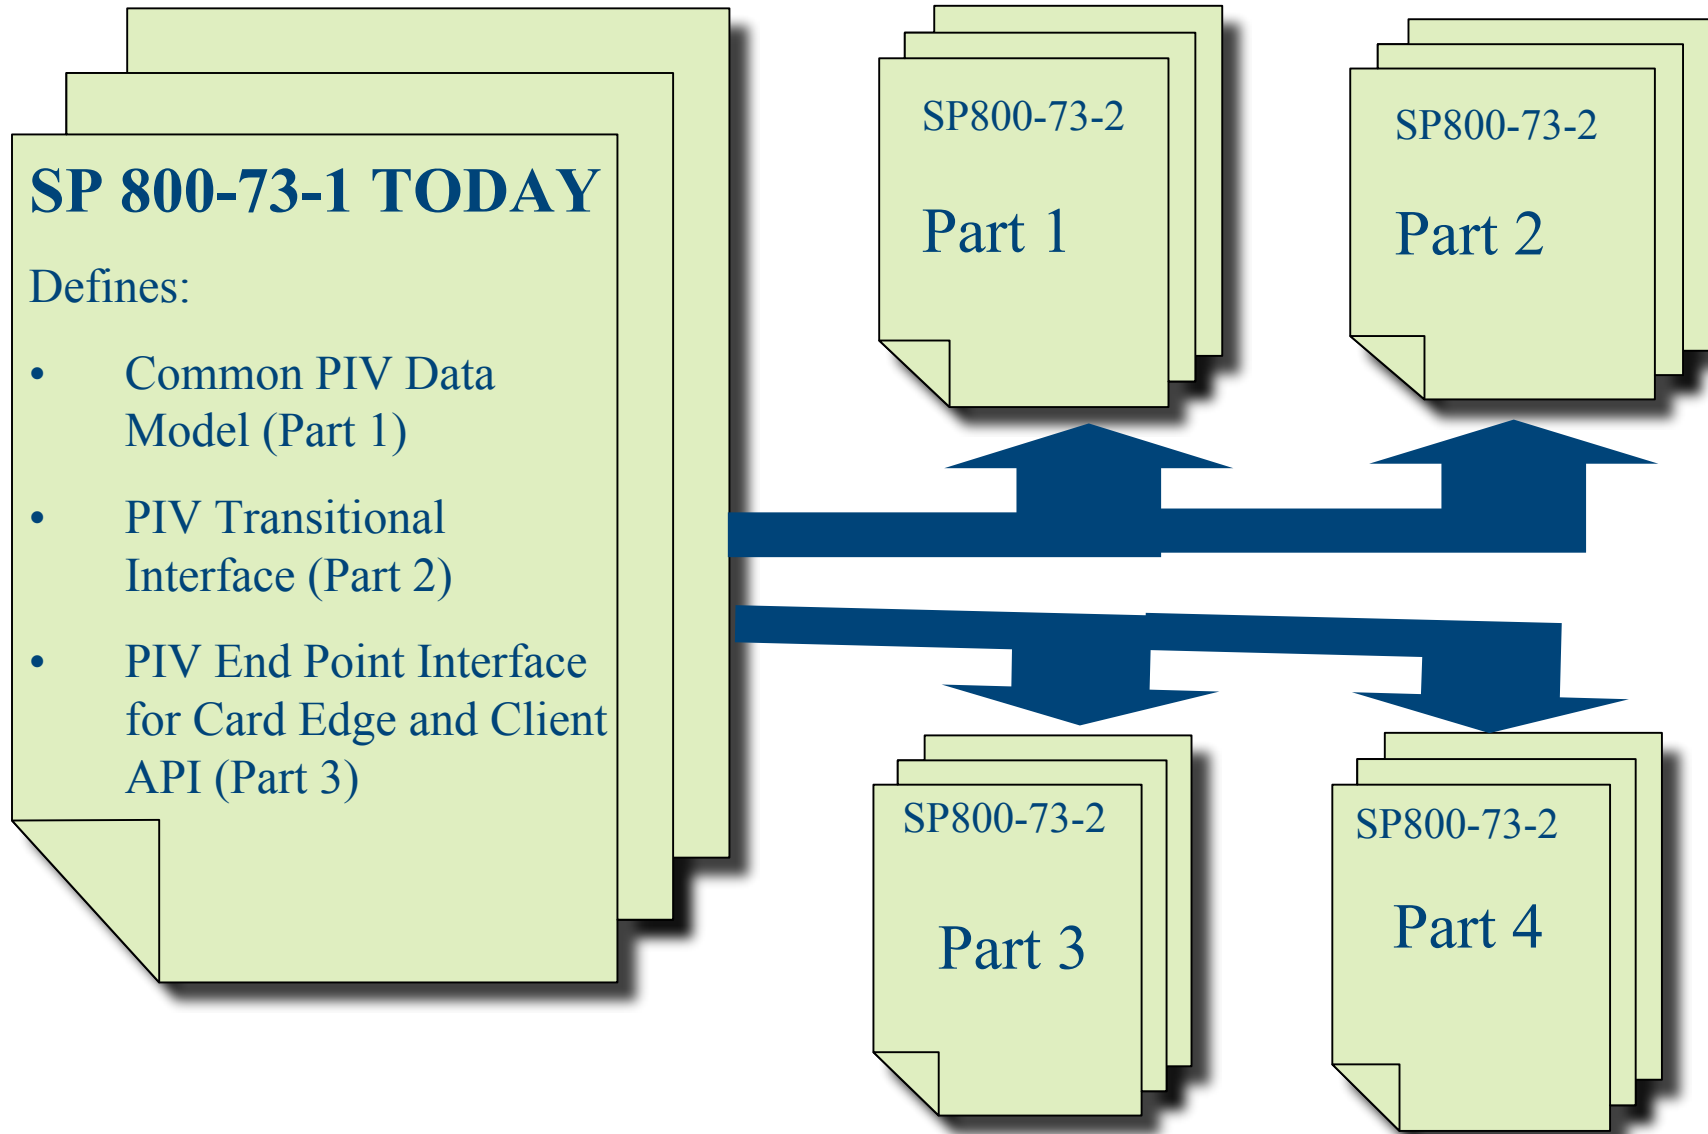 SP 800-73-1 TODAY
Defines:
• Common PIV Data
Model (Part 1)
• PIV Transitional
Interface (Part 2)
• PIV End Point Interface
for Card Edge and Client
API (Part 3)
SP800-73-2
Part 1
SP800-73-2
Part 2
SP800-73-2
Part 3
SP800-73-2
Part 4